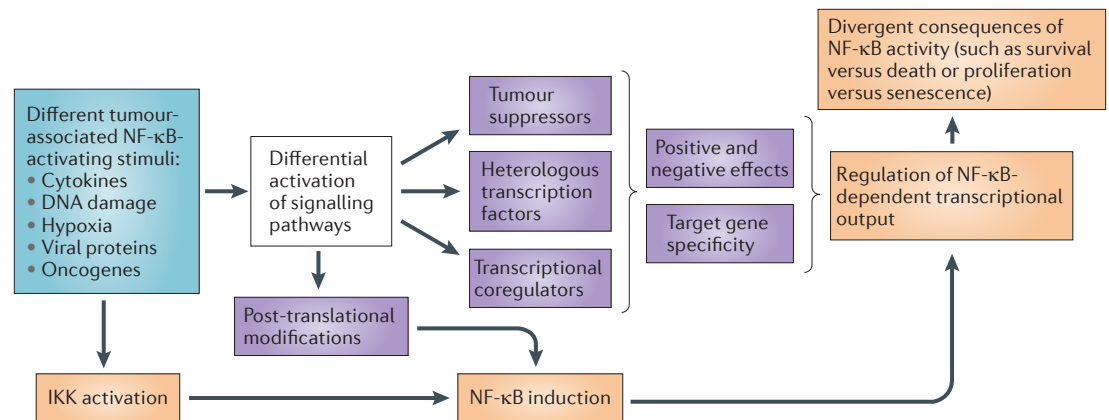 Different tumour-
associated NF-κB-
activating stimuli:
• Cytokines
• DNA damage
• Hypoxia
• Viral proteins
• Oncogenes
Differential
activation
of signalling
pathways
Tumour
suppressors
Heterologous
transcription
factors
Transcriptional
coregulators
Positive and
negative effects
Target gene
specificity
Divergent consequences of
NF-κB activity (such as survival
versus death or proliferation
versus senescence)
Regulation of NF-κB-
dependent transcriptional
output
Post-translational
modifications
IKK activation
NF-κB induction